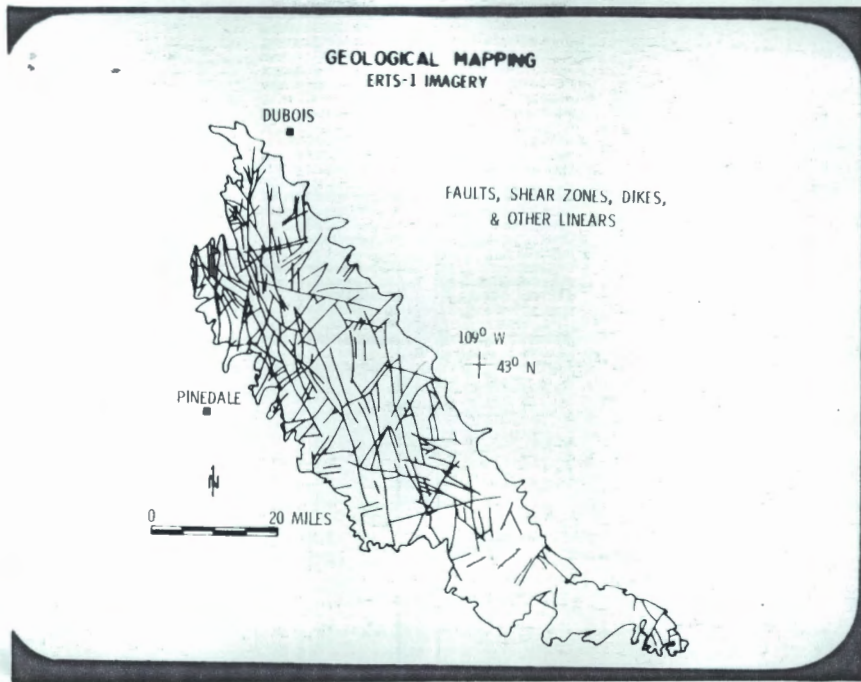 GEOLOGICAL MAPPING
ERTS-1 IMAGERY
DUBOIS
FAULTS, SHEAR ZONES, DIKES,
& OTHER LINEARS
109° W
43° N
PINEDALE
N
0 20 MILES